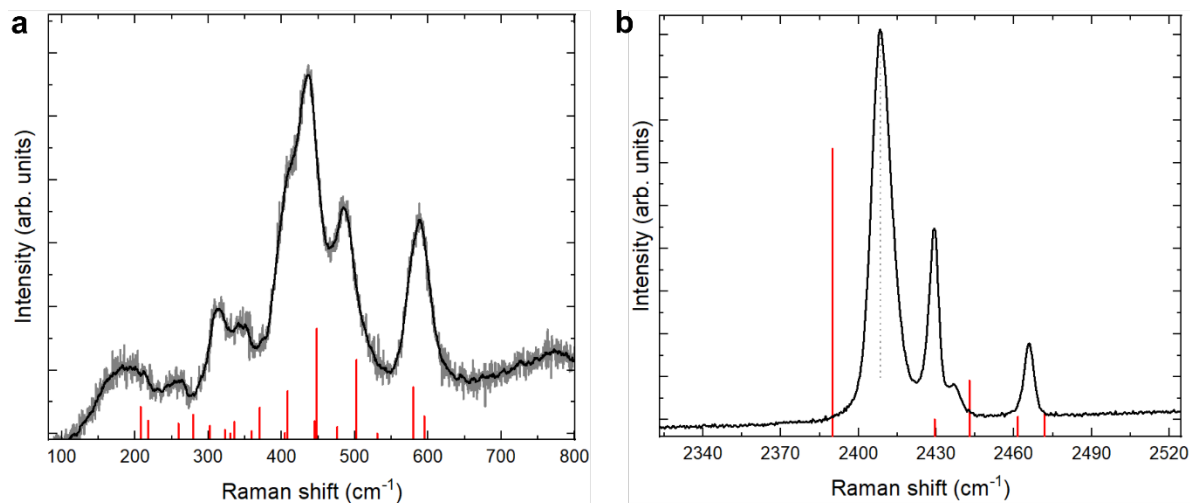 a
Intensity (arb. units)
100 200 300 400 500 600 700 800
Raman shift (cm⁻¹)
b
Intensity (arb. units)
2340 2370 2400 2430 2460 2490 2520
Raman shift (cm⁻¹)